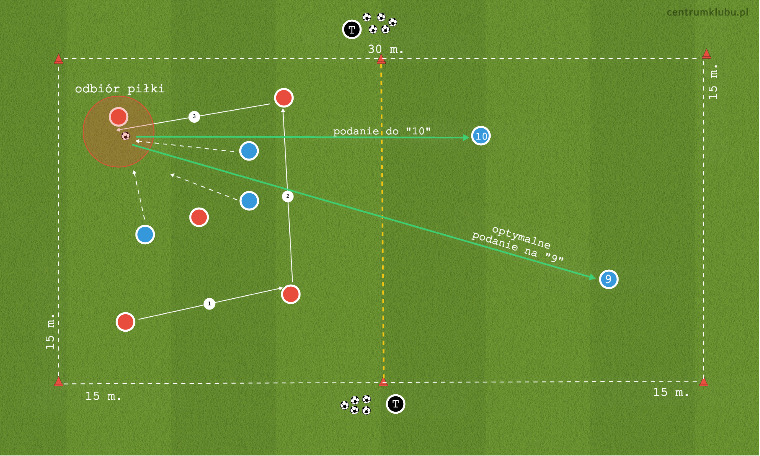 .centrumklubu.pl
T
30 m.
15 m.
odbiór piłki
3
podanie do "10"
10
2
optymalne
podanie na "9"
9
1
15 m.
15 m.
15 m.
T